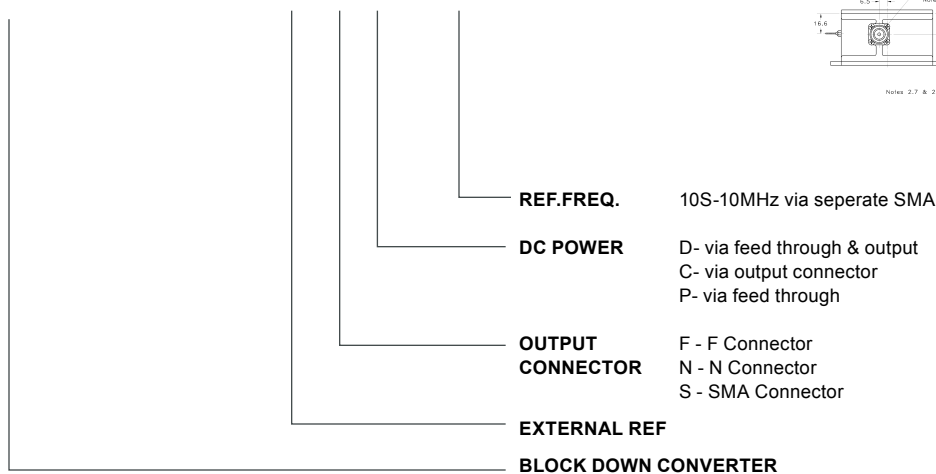 6.5
16.6
Notes 2.7 & 2
REF.FREQ. 10S-10MHz via seperate SMA
DC POWER D- via feed through & output
C- via output connector
P- via feed through
OUTPUT F - F Connector
CONNECTOR N - N Connector
S - SMA Connector
EXTERNAL REF
BLOCK DOWN CONVERTER